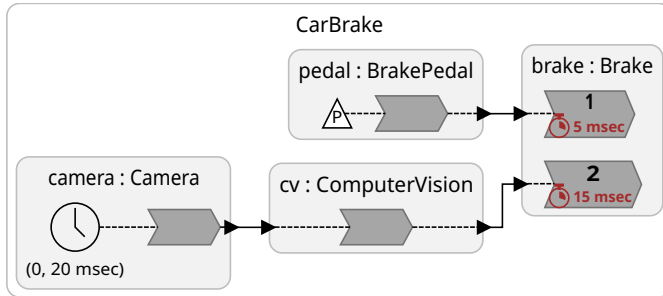 CarBrake
pedal : BrakePedal
P
brake : Brake
1
5 msec
2
15 msec
camera : Camera
(0, 20 msec)
cv : ComputerVision